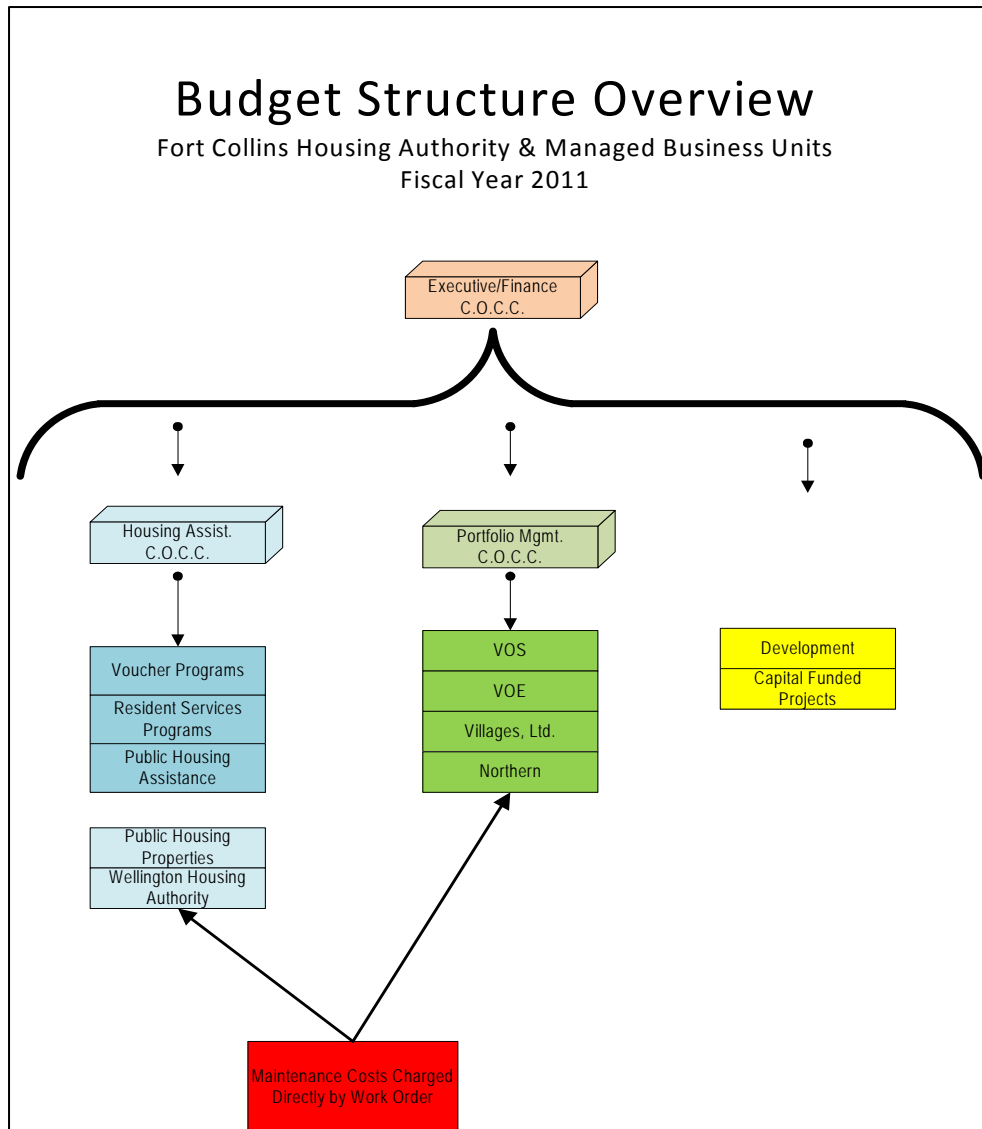 Budget Structure Overview
Fort Collins Housing Authority & Managed Business Units
Fiscal Year 2011
Executive/Finance
C.O.C.C.
Housing Assist.
C.O.C.C.
Portfolio Mgmt.
C.O.C.C.
Voucher Programs
Resident Services
Programs
Public Housing
Assistance
VOS
VOE
Villages, Ltd.
Northern
Development
Capital Funded
Projects
Public Housing
Properties
Wellington Housing
Authority
Maintenance Costs Charged
Directly by Work Order